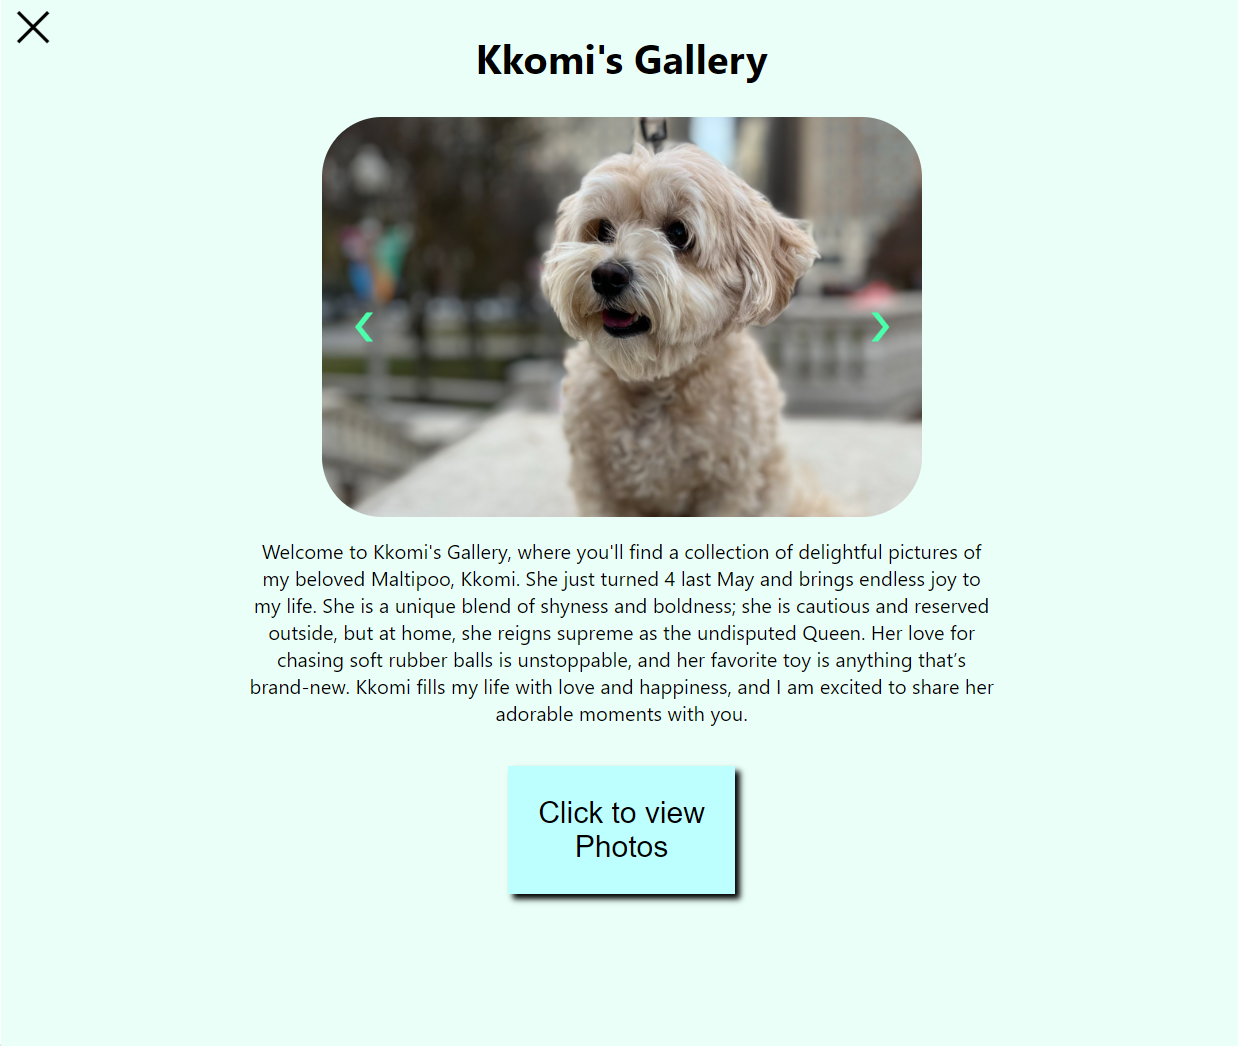 Kkomi's Gallery
Welcome to Kkomi's Gallery, where you'll find a collection of delightful pictures of
my beloved Maltipoo, Kkomi. She just turned 4 last May and brings endless joy to
my life. She is a unique blend of shyness and boldness; she is cautious and reserved
outside, but at home, she reigns supreme as the undisputed Queen. Her love for
chasing soft rubber balls is unstoppable, and her favorite toy is anything that’s
brand-new. Kkomi fills my life with love and happiness, and I am excited to share her
adorable moments with you.
Click to view
Photos